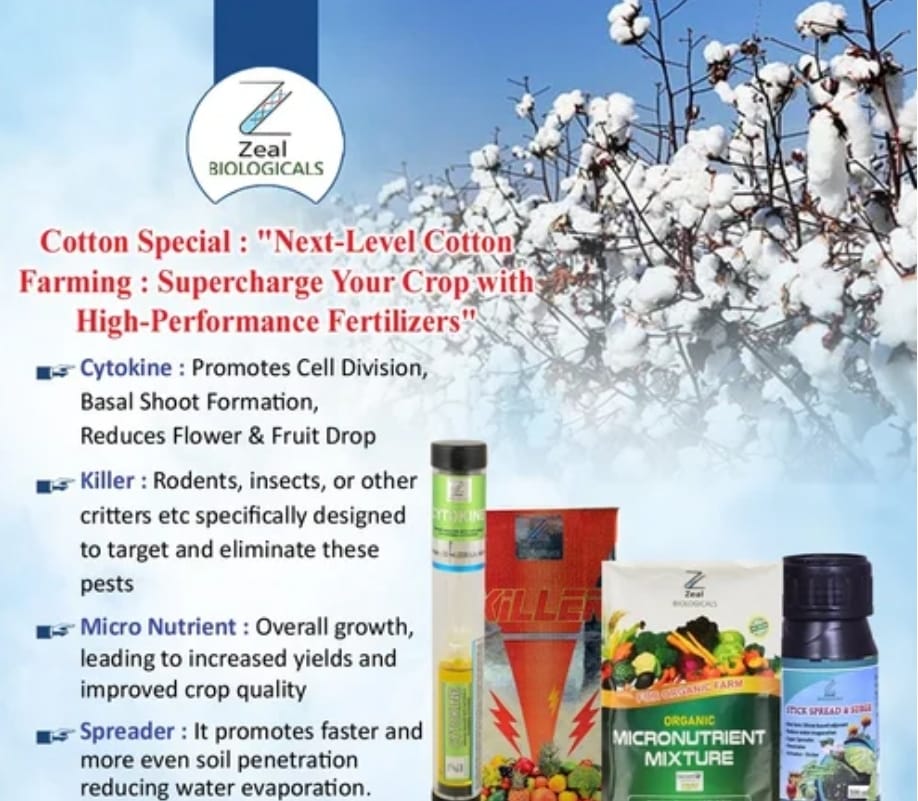 Zeal
BIOLOGICALS
Cotton Special : "Next-Level Cotton
Farming : Supercharge Your Crop with
High-Performance Fertilizers"
Cytokine : Promotes Cell Division,
Basal Shoot Formation,
Reduces Flower & Fruit Drop
Killer : Rodents, insects, or other
critters etc specifically designed
to target and eliminate these
pests
Micro Nutrient : Overall growth,
leading to increased yields and
improved crop quality
Spreader : It promotes faster and
more even soil penetration
reducing water evaporation.
CYTOKINE
KILLER
Zeal
BIOLOGICALS
FOR ORGANIC FARM
ORGANIC
MICRONUTRIENT
MIXTURE
STICK SPREAD & SURGE